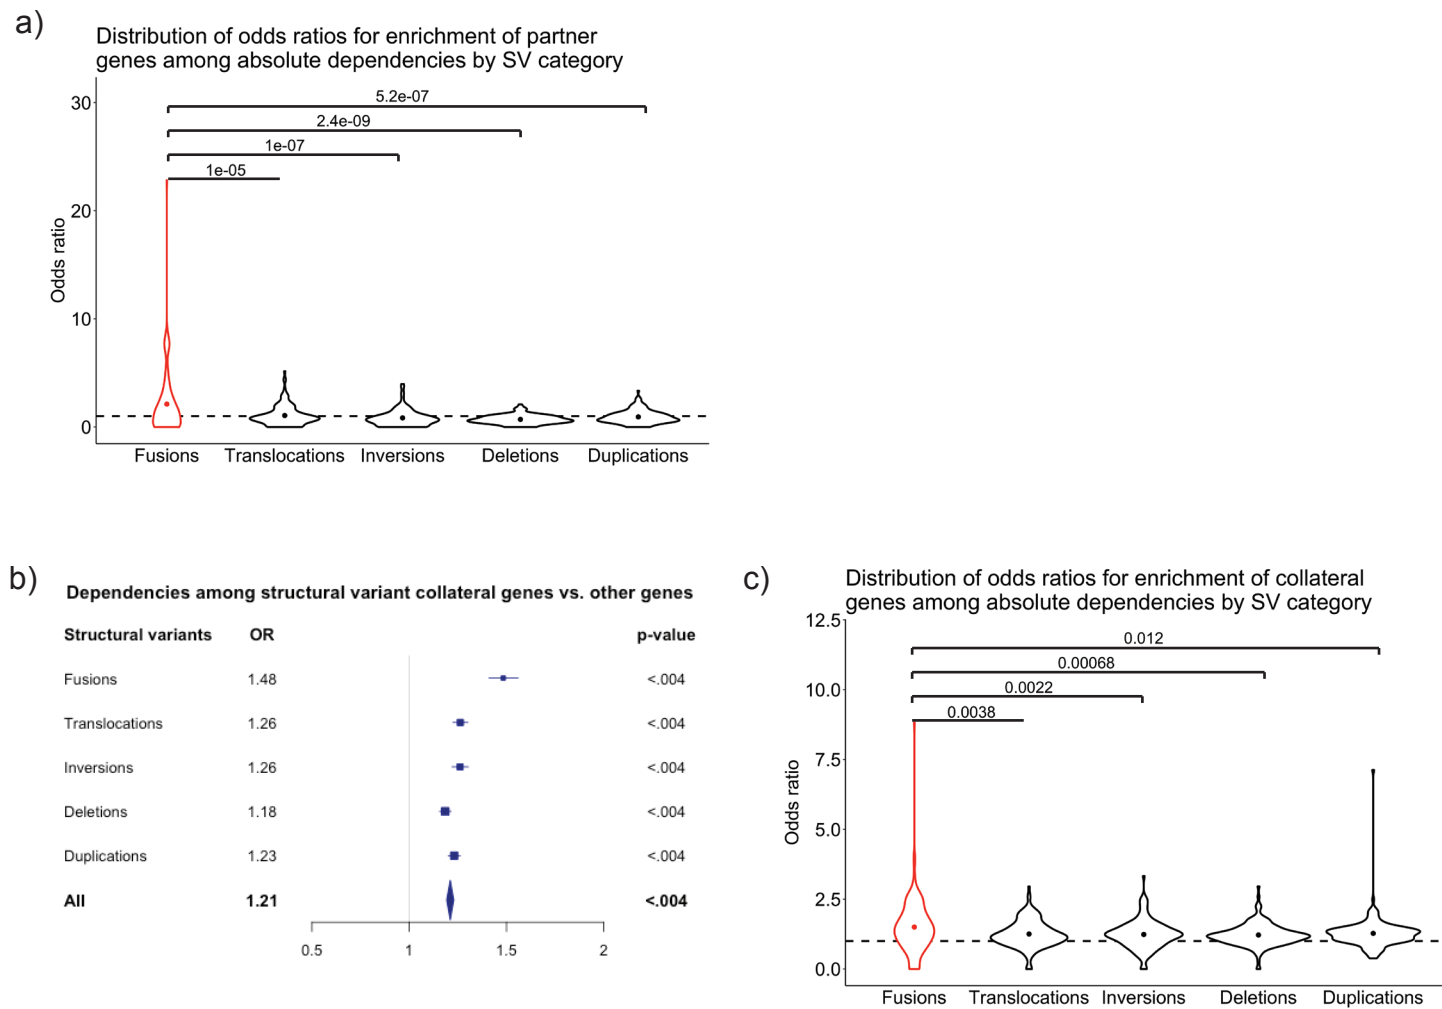 a)
Distribution of odds ratios for enrichment of partner
genes among absolute dependencies by SV category
30
20
10
0
Odds ratio
5.2e-07
2.4e-09
1e-07
1e-05
Fusions Translocations Inversions Deletions Duplications
b)
Dependencies among structural variant collateral genes vs. other genes
Structural variants OR p-value
Fusions 1.48 <.004
Translocations 1.26 <.004
Inversions 1.26 <.004
Deletions 1.18 <.004
Duplications 1.23 <.004
All 1.21 <.004
0.5 1 1.5 2
c)
Distribution of odds ratios for enrichment of collateral
genes among absolute dependencies by SV category
12.5
10.0
7.5
5.0
2.5
0.0
Odds ratio
0.012
0.00068
0.0022
0.0038
Fusions Translocations Inversions Deletions Duplications